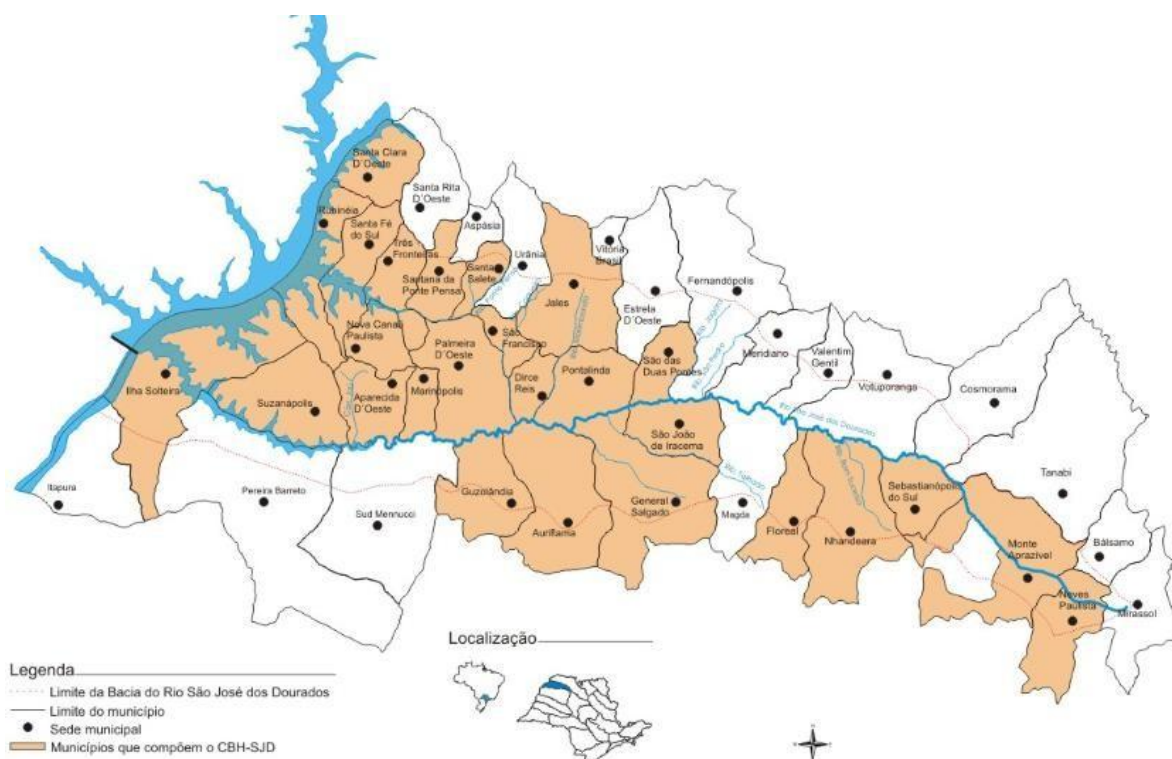 Santa Clara
D´Oeste
Santa Rita
D´Oeste
Rubinéia
Santa Fé
do Sul
Aspásia
Três
Fronteiras
Urânia
Vitória
Brasil
Santa
Salete
Santana da
Ponte Pensa
Jales
Estrela
D´Oeste
Fernandópolis
Nova Canaã
Paulista
Palmeira
D´Oeste
São
Francisco
São das
Duas Pontes
Meridiano
Valentim
Gentil
Votuporanga
Cosmorama
Ilha Solteira
Suzanápolis
Aparecida
D´Oeste
Marinópolis
Dirce
Reis
Pontalinda
Rio São José dos Dourados
São João
de Iracema
Itapura
Pereira Barreto
Sud Mennucci
Guzolândia
Auriflama
General
Salgado
Magda
Floreal
Nhandeara
Sebastianópolis
do Sul
Tanabi
Monte
Aprazível
Bálsamo
Neves
Paulista
Mirassol
Localização
Legenda
Limite da Bacia do Rio São José dos Dourados
Limite do município
Sede municipal
Municípios que compõem o CBH-SJD